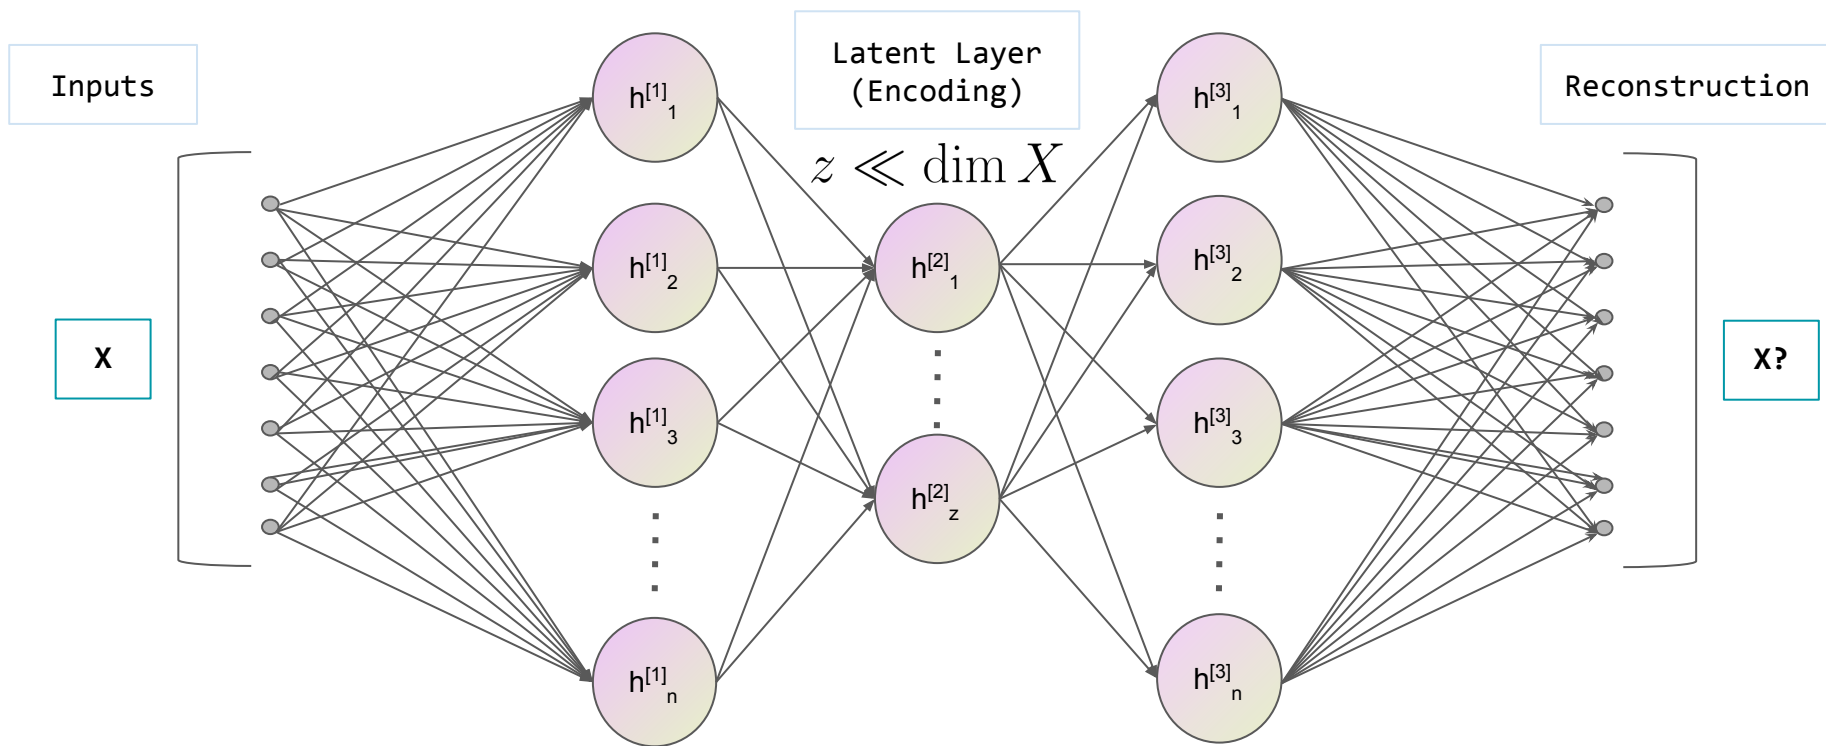 Inputs
Latent Layer
(Encoding)
Reconstruction
z ≪ dim X
X
X?
h[1]1
h[1]2
h[1]3
h[1]n
h[2]1
h[2]z
h[3]1
h[3]2
h[3]3
h[3]n